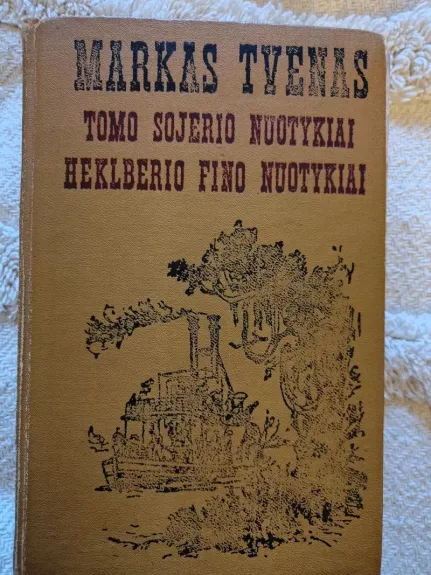 MARKAS TVENAS
TOMO SOJERIO NUOTYKIAI
HEKLBERIO FINO NUOTYKIAI